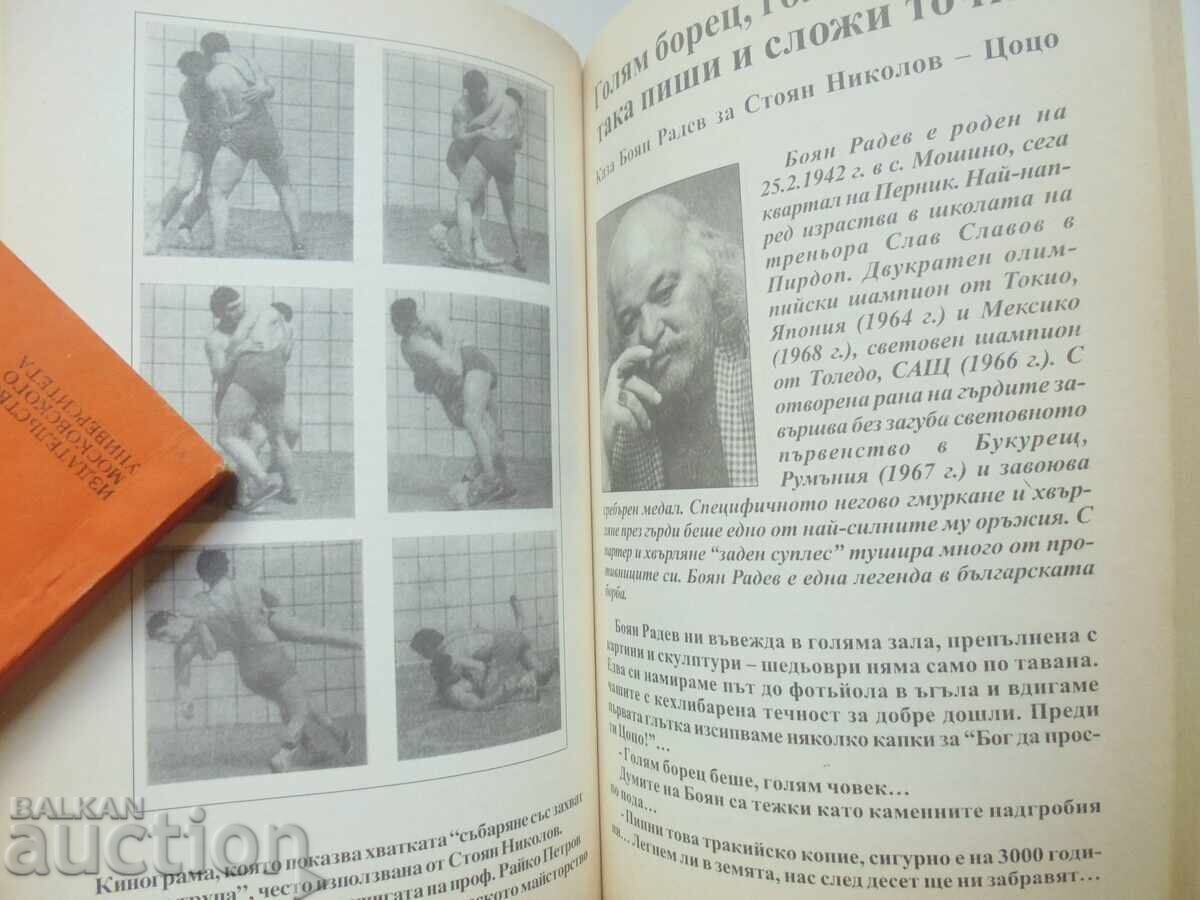 ИЗДАТЕЛЬСТВ
МОСКОВСКОГО
УНИВЕРСИТЕТА
Кинограма, която показва хватката “събаряне със захват
трупа”, често използвана от Стоян Николов.
книгата на проф. Райко Петров
майсторство
BALKAN
auction
Голям борец,
така пиши и сложи
Каза Боян Радев за Стоян Николов – Цоцо
Боян Радев е роден на
25.2.1942 г. в с. Мошино, сега
квартал на Перник. Най-нап-
ред израства в школата на
треньора Слав Славов в
Пирдоп. Двукратен олим-
пийски шампион от Токио,
Япония (1964 г.) и Мексико
(1968 г.), световен шампион
от Толедо, САЩ (1966 г.). С
отворена рана на гърдите за-
вършва без загуба световното
първенство в Букурещ,
Румъния (1967 г.) и завоюва
сребърен медал. Специфичното негово гмуркане и хвър-
ляне през гърди беше едно от най-силните му оръжия. С
партер и хвърляне “заден суплес” тушира много от про-
тивниците си. Боян Радев е една легенда в българската
борба.
Боян Радев ни въвежда в голяма зала, препълнена с
картини и скулптури – шедьоври няма само по тавана.
Едва си намираме път до фотьойла в ъгъла и вдигаме
чашите с кехлибарена течност за добре дошли. Преди
първата глътка изсипваме няколко капки за “Бог да прос-
ти Цоцо!”…
-Голям борец беше, голям човек…
Думите на Боян са тежки като каменните надгробия
по пода…
-Пипни това тракийско копие, сигурно е на 3000 годи-
ни… Легнем ли в земята, нас след десет ще ни забравят…